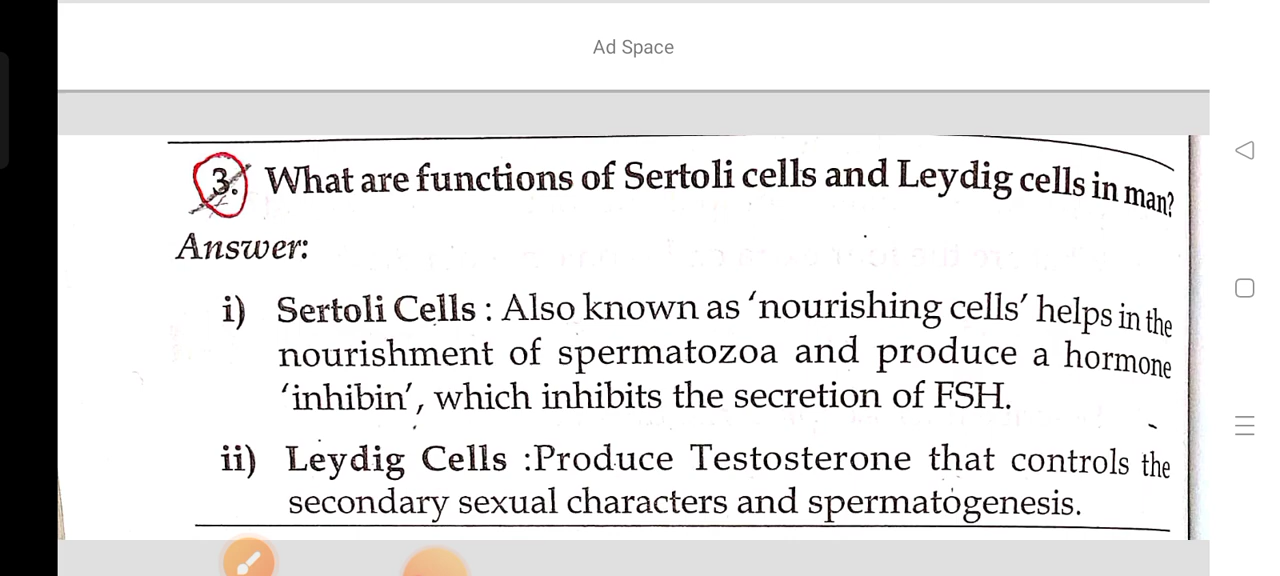 Ad Space
3. What are functions of Sertoli cells and Leydig cells in man?
Answer:
i) Sertoli Cells : Also known as 'nourishing cells' helps in the
nourishment of spermatozoa and produce a hormone
'inhibin', which inhibits the secretion of FSH.
ii) Leydig Cells :Produce Testosterone that controls the
secondary sexual characters and spermatogenesis.